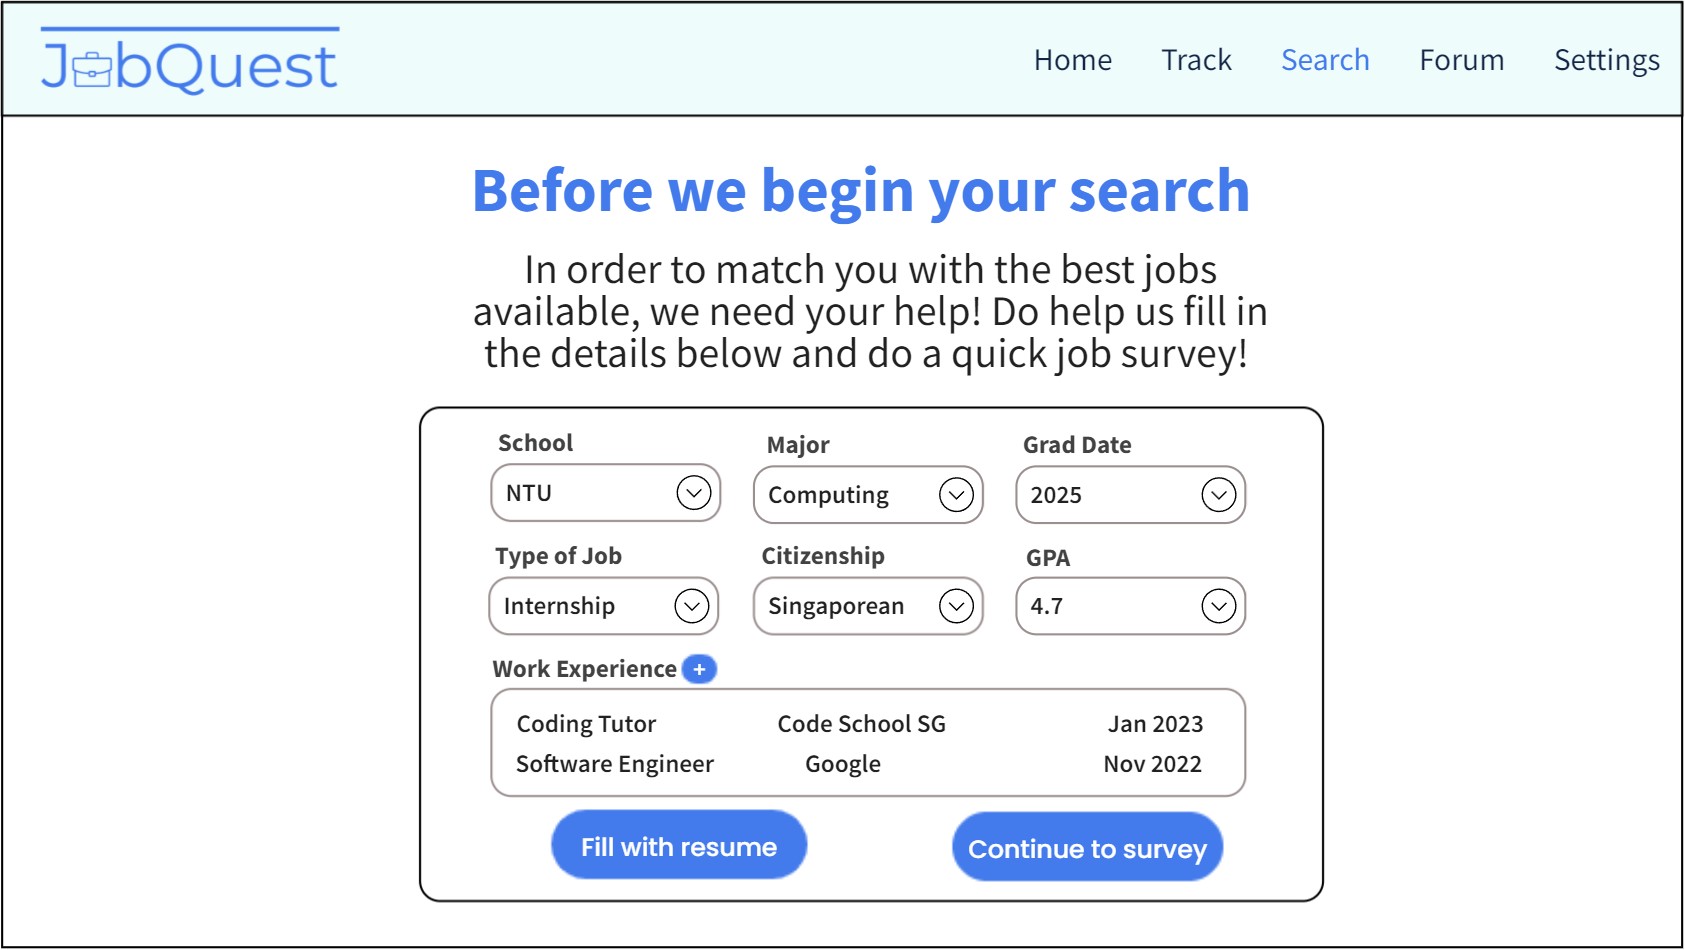 JobQuest
Home Track Search Forum Settings
Before we begin your search
In order to match you with the best jobs
available, we need your help! Do help us fill in
the details below and do a quick job survey!
School Major Grad Date
NTU Computing 2025
Type of Job Citizenship GPA
Internship Singaporean 4.7
Work Experience +
Coding Tutor Code School SG Jan 2023
Software Engineer Google Nov 2022
Fill with resume Continue to survey